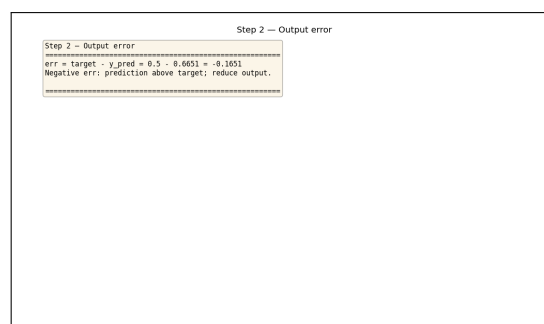 Step 2 — Output error
Step 2 — Output error
========================================================
err = target - y_pred = 0.5 - 0.6651 = -0.1651
Negative err: prediction above target; reduce output.
========================================================